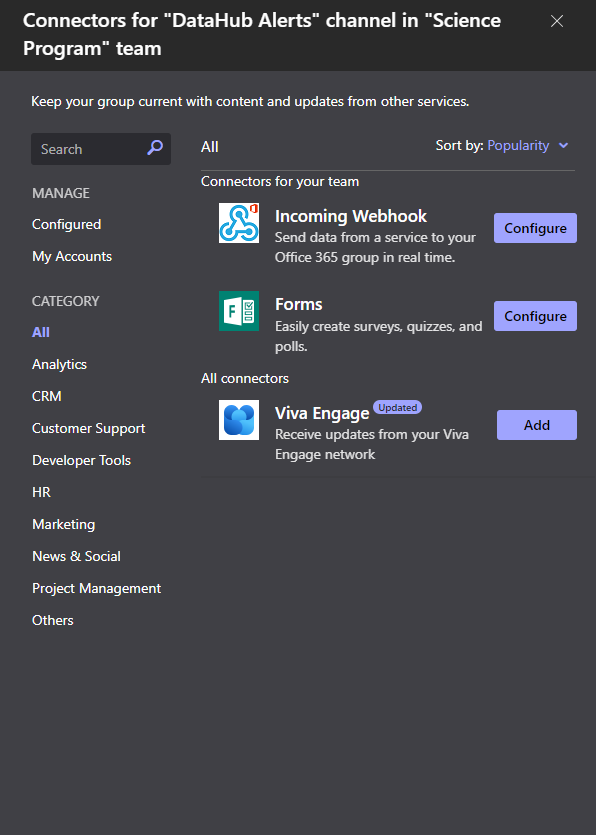 Connectors for "DataHub Alerts" channel in "Science
Program" team
Keep your group current with content and updates from other services.
Search
MANAGE
Configured
My Accounts
CATEGORY
All
Analytics
CRM
Customer Support
Developer Tools
HR
Marketing
News & Social
Project Management
Others
All
Sort by: Popularity
Connectors for your team
Incoming Webhook
Send data from a service to your
Office 365 group in real time.
Configure
F
Forms
Easily create surveys, quizzes, and
polls.
Configure
All connectors
Viva Engage Updated
Receive updates from your Viva
Engage network
Add